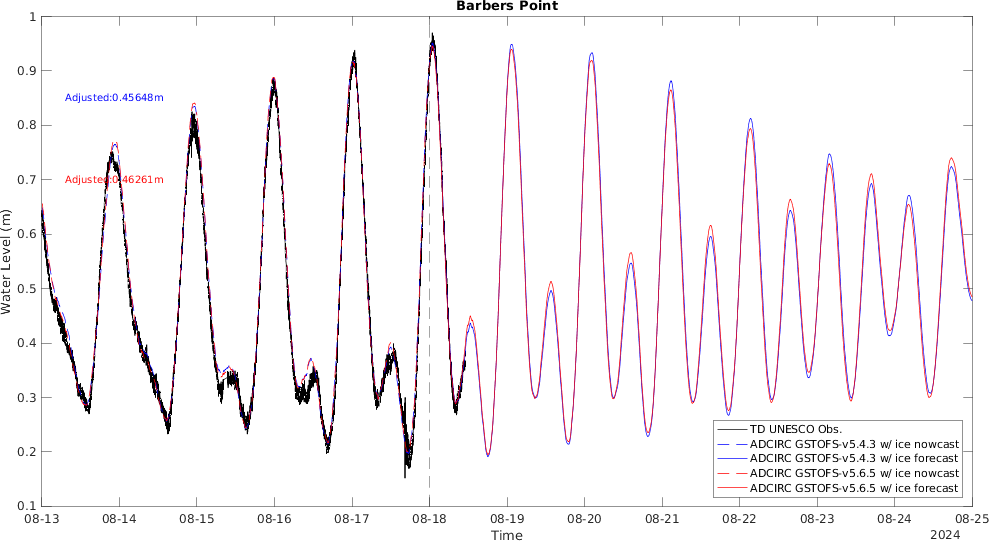 Barbers Point
1
0.9
0.8
0.7
0.6
0.5
0.4
0.3
0.2
0.1
Water Level (m)
Adjusted:0.45648m
Adjusted:0.46261m
TD UNESCO Obs.
ADCIRC GSTOFS-v5.4.3 w/ ice nowcast
ADCIRC GSTOFS-v5.4.3 w/ ice forecast
ADCIRC GSTOFS-v5.6.5 w/ ice nowcast
ADCIRC GSTOFS-v5.6.5 w/ ice forecast
08-13 08-14 08-15 08-16 08-17 08-18 08-19 08-20 08-21 08-22 08-23 08-24 08-25
Time
2024